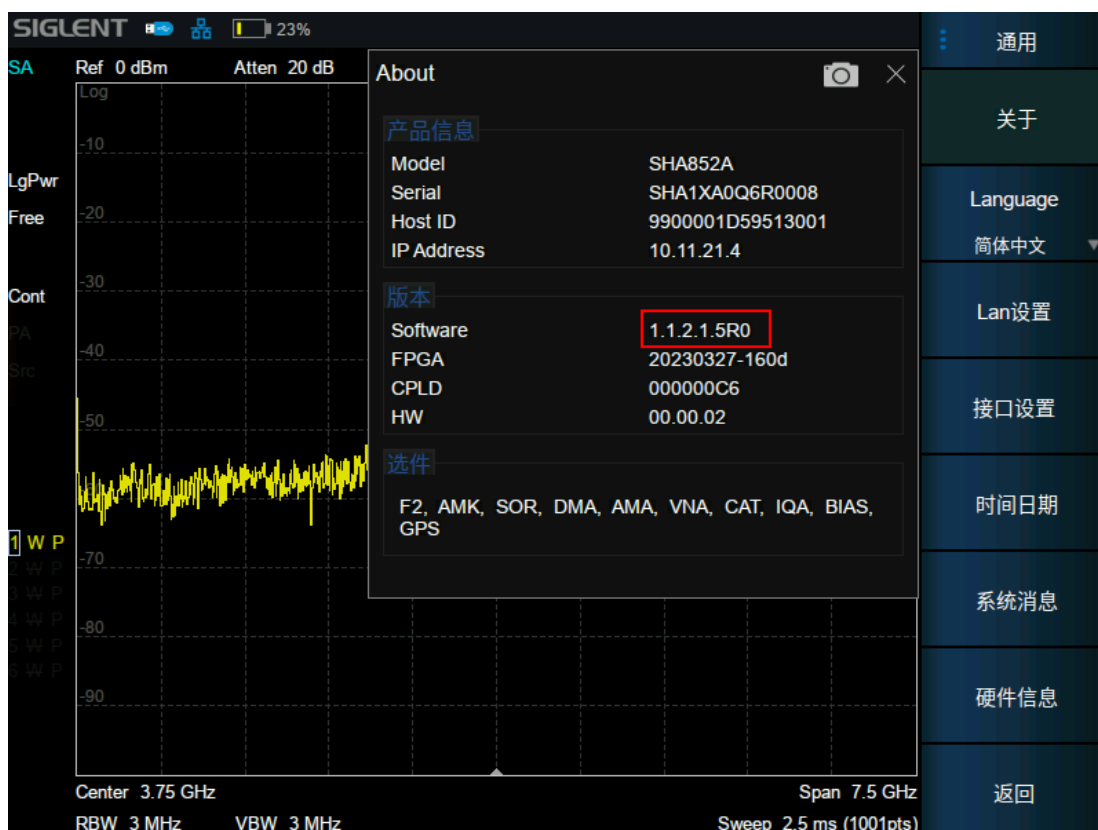 SIGLENT 23%
SA Ref 0 dBm Atten 20 dB
Log
-10
LgPwr
Free -20
-30
Cont
PA
-40
Src
-50
1 W P
-70
2 W P
3 W P
4 W P
-80
5 W P
6 W P
-90
Center 3.75 GHz Span 7.5 GHz
RBW 3 MHz VBW 3 MHz Sweep 2.5 ms (1001pts)
About
产品信息
Model SHA852A
Serial SHA1XA0Q6R0008
Host ID 9900001D59513001
IP Address 10.11.21.4
版本
Software 1.1.2.1.5R0
FPGA 20230327-160d
CPLD 000000C6
HW 00.00.02
选件
F2, AMK, SOR, DMA, AMA, VNA, CAT, IQA, BIAS,
GPS
通用
关于
Language
简体中文
Lan设置
接口设置
时间日期
系统消息
硬件信息
返回